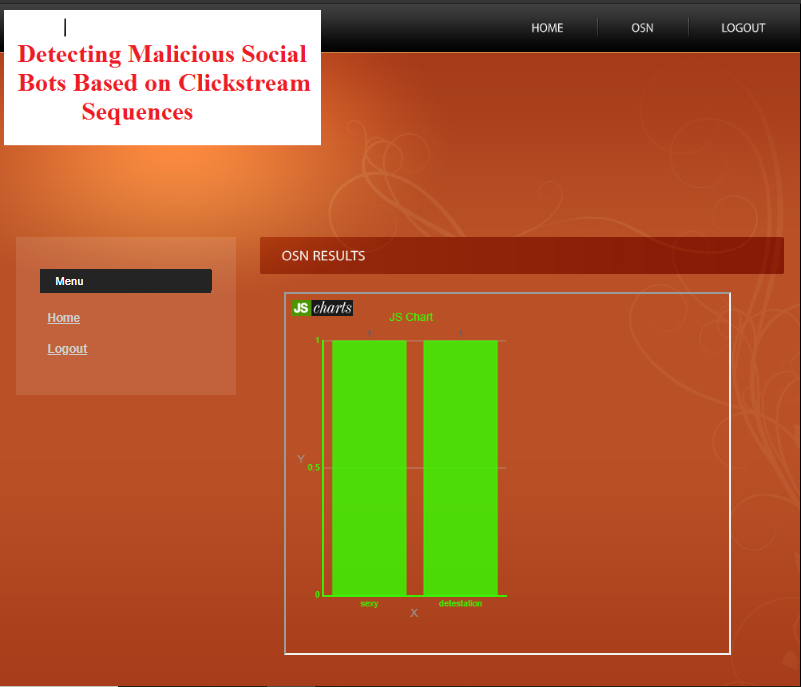 HOME
OSN
LOGOUT
Detecting Malicious Social
Bots Based on Clickstream
Sequences
OSN RESULTS
Menu
Home
Logout
JS charts
JS Chart
1
Y
0.5
0
sexy
detestation
X